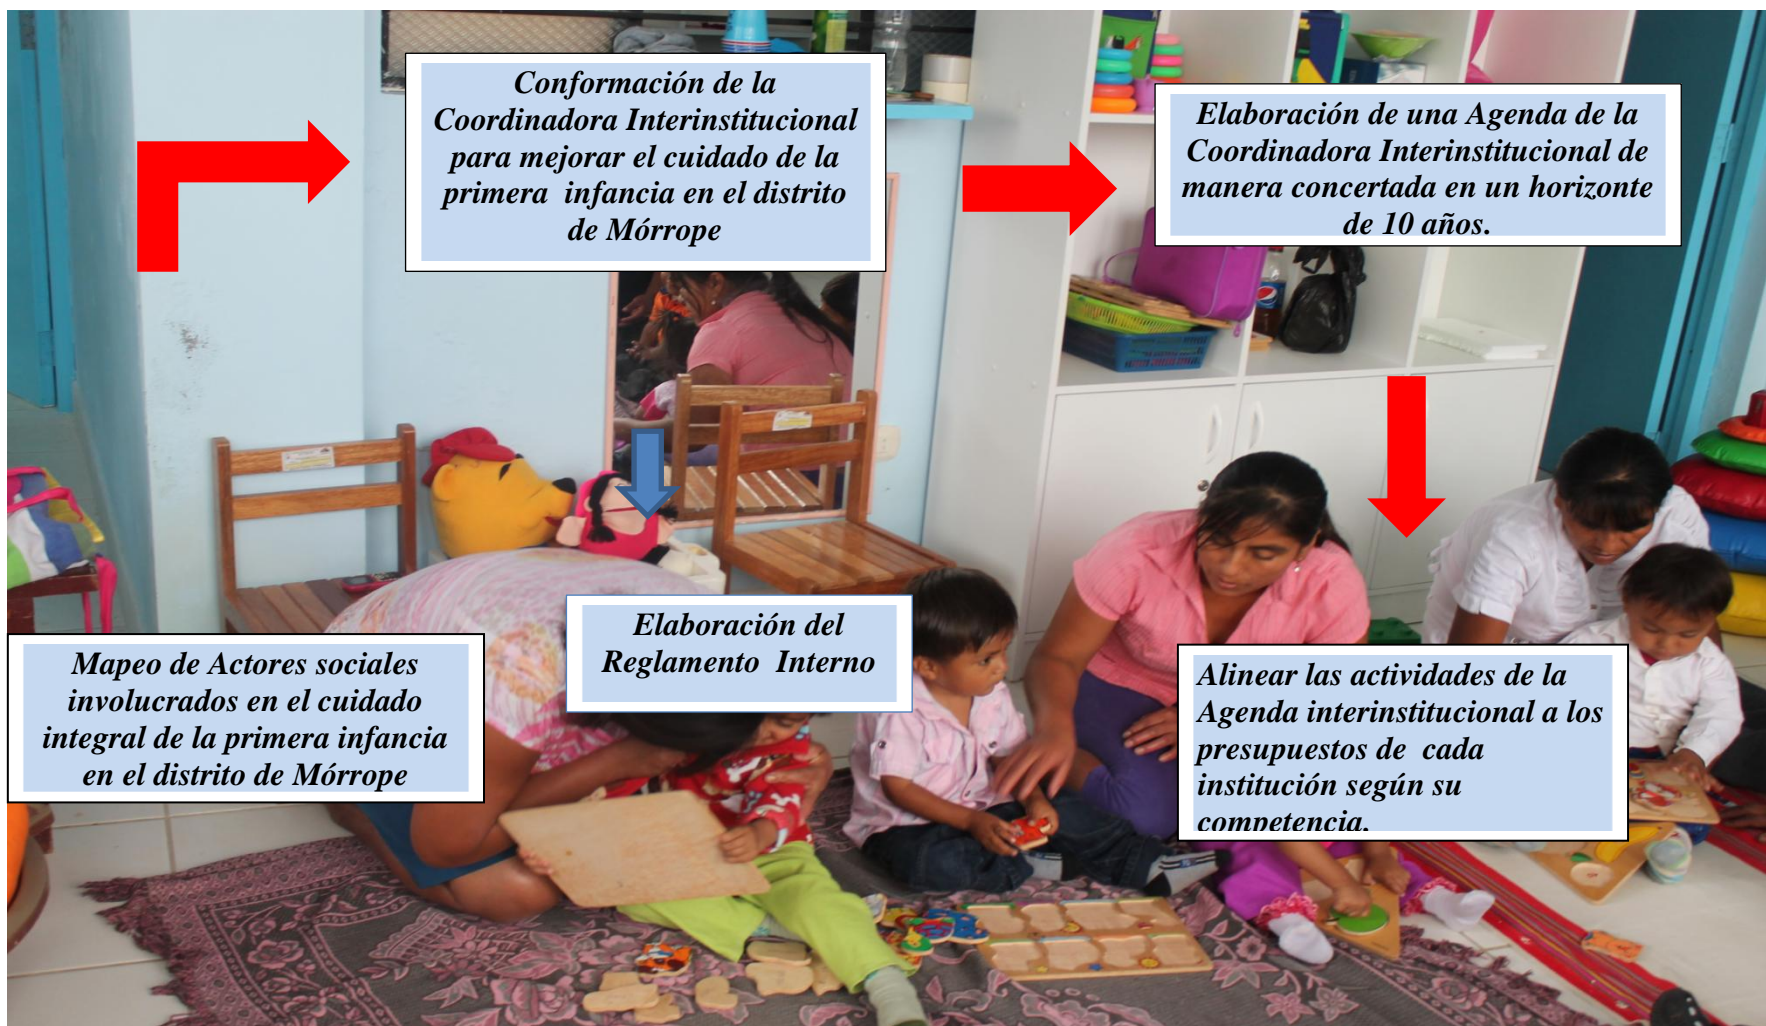 Conformación de la
Coordinadora Interinstitucional
para mejorar el cuidado de la
primera infancia en el distrito
de Mórrope
Elaboración de una Agenda de la
Coordinadora Interinstitucional de
manera concertada en un horizonte
de 10 años.
Mapeo de Actores sociales
involucrados en el cuidado
integral de la primera infancia
en el distrito de Mórrope
Elaboración del
Reglamento Interno
Alinear las actividades de la
Agenda interinstitucional a los
presupuestos de cada
institución según su
competencia.